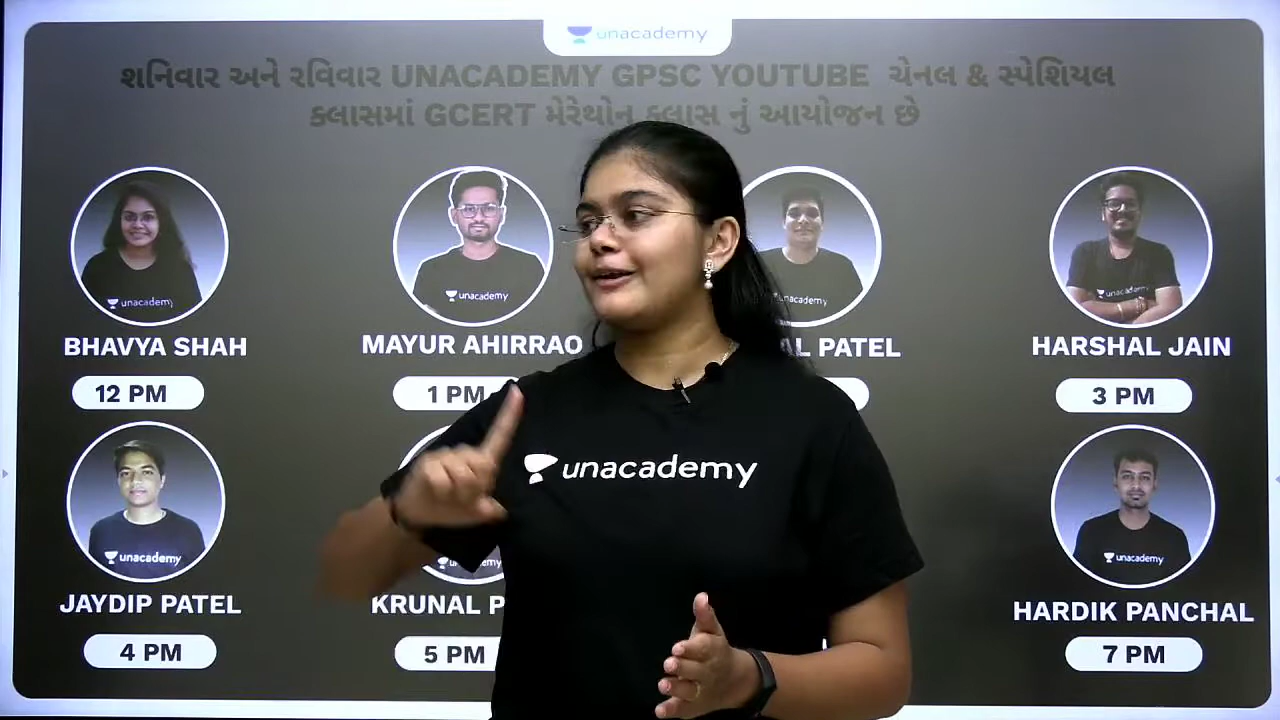 unacademy
શનિવાર અને રવિવાર UNACADEMY GPSC YOUTUBE ચેનલ & સ્પેશિયલ
ક્લાસમાં GCERT મેરેથોન ક્લાસ નું આયોજન છે
unacademy
unacademy
unacademy
unacademy
BHAVYA SHAH
MAYUR AHIRRAO
PATEL
HARSHAL JAIN
12 PM
1 PM
3 PM
unacademy
unacademy
unacademy
JAYDIP PATEL
KRUNAL
HARDIK PANCHAL
4 PM
5 PM
7 PM